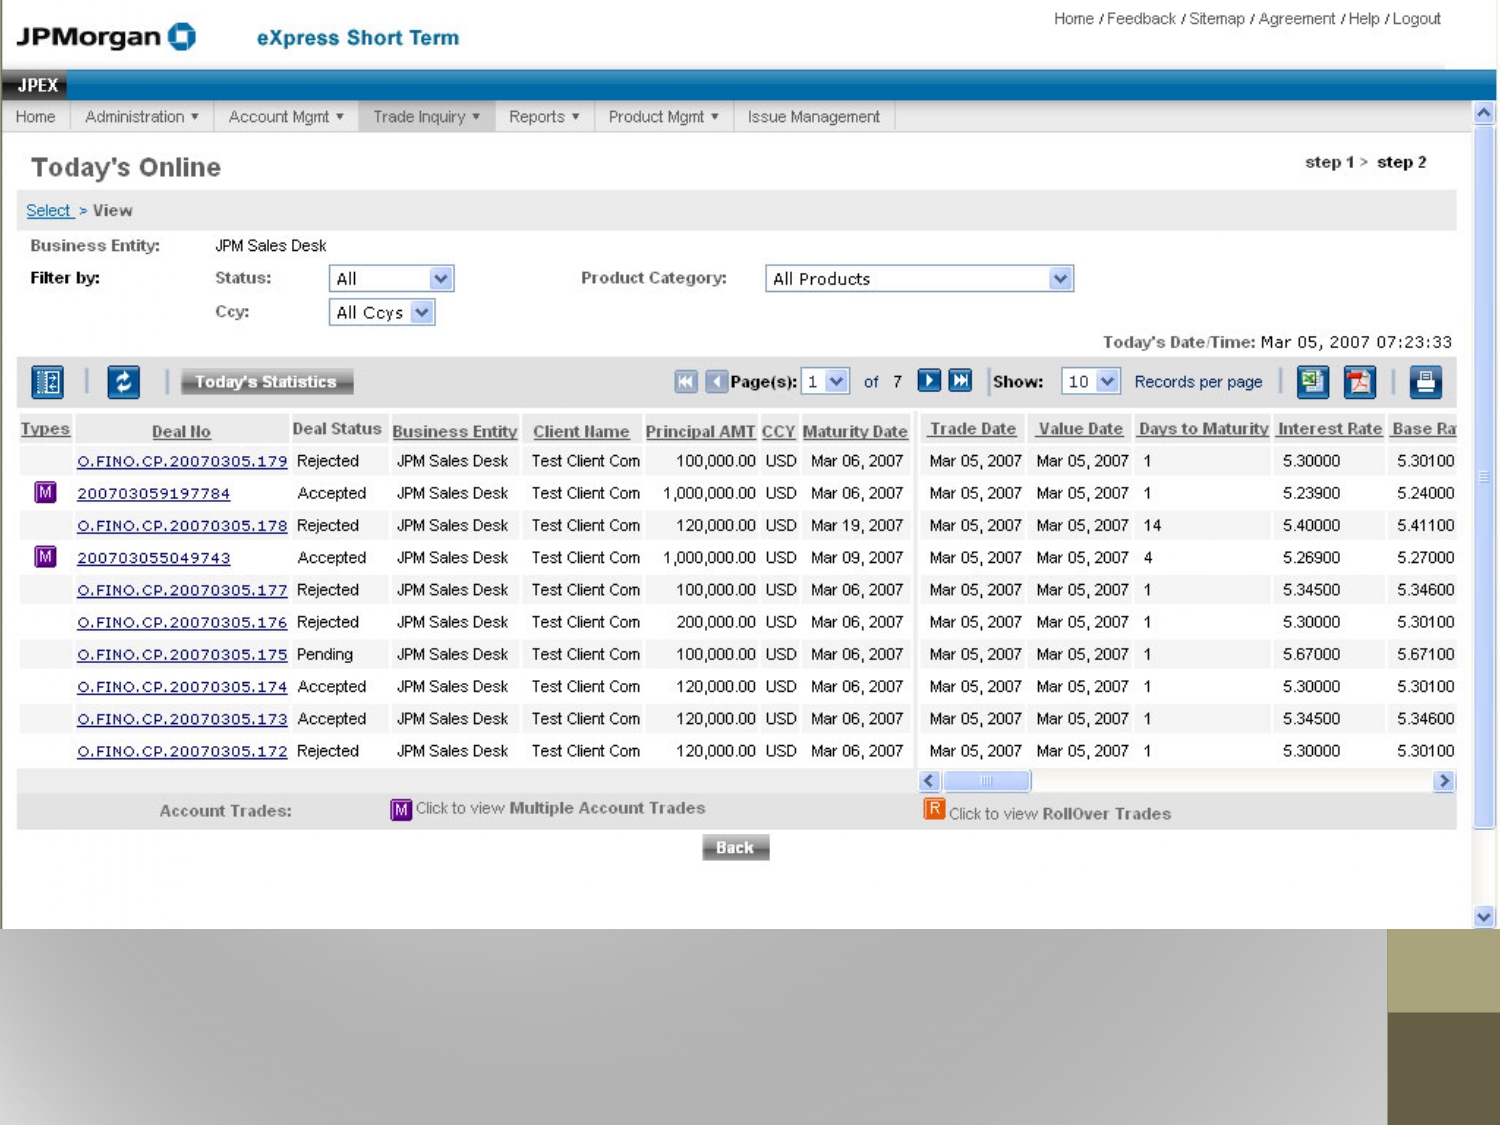 Home / Feedback / Sitemap / Agreement / Help / Logout
JPMorgan eXpress Short Term
JPEX
Home Administration Account Mgmt Trade Inquiry Reports Product Mgmt Issue Management
Today's Online step 1 > step 2
Select > View
Business Entity: JPM Sales Desk
Filter by: Status: All Product Category: All Products
Ccy: All Ccys
Today's Date/Time: Mar 05, 2007 07:23:33
Today's Statistics Page(s): 1 of 7 Show: 10 Records per page
Types Deal No Deal Status Business Entity Client Name Principal AMT CCY Maturity Date Trade Date Value Date Days to Maturity Interest Rate Base Ra
O.FINO.CP.20070305.179 Rejected JPM Sales Desk Test Client Com 100,000.00 USD Mar 06, 2007 Mar 05, 2007 Mar 05, 2007 1 5.30000 5.30100
M 200703059197784 Accepted JPM Sales Desk Test Client Com 1,000,000.00 USD Mar 06, 2007 Mar 05, 2007 Mar 05, 2007 1 5.23900 5.24000
O.FINO.CP.20070305.178 Rejected JPM Sales Desk Test Client Com 120,000.00 USD Mar 19, 2007 Mar 05, 2007 Mar 05, 2007 14 5.40000 5.41100
M 200703055049743 Accepted JPM Sales Desk Test Client Com 1,000,000.00 USD Mar 09, 2007 Mar 05, 2007 Mar 05, 2007 4 5.26900 5.27000
O.FINO.CP.20070305.177 Rejected JPM Sales Desk Test Client Com 100,000.00 USD Mar 06, 2007 Mar 05, 2007 Mar 05, 2007 1 5.34500 5.34600
O.FINO.CP.20070305.176 Rejected JPM Sales Desk Test Client Com 200,000.00 USD Mar 06, 2007 Mar 05, 2007 Mar 05, 2007 1 5.30000 5.30100
O.FINO.CP.20070305.175 Pending JPM Sales Desk Test Client Com 100,000.00 USD Mar 06, 2007 Mar 05, 2007 Mar 05, 2007 1 5.67000 5.67100
O.FINO.CP.20070305.174 Accepted JPM Sales Desk Test Client Com 120,000.00 USD Mar 06, 2007 Mar 05, 2007 Mar 05, 2007 1 5.30000 5.30100
O.FINO.CP.20070305.173 Accepted JPM Sales Desk Test Client Com 120,000.00 USD Mar 06, 2007 Mar 05, 2007 Mar 05, 2007 1 5.34500 5.34600
O.FINO.CP.20070305.172 Rejected JPM Sales Desk Test Client Com 120,000.00 USD Mar 06, 2007 Mar 05, 2007 Mar 05, 2007 1 5.30000 5.30100
Account Trades: M Click to view Multiple Account Trades R Click to view RollOver Trades
Back